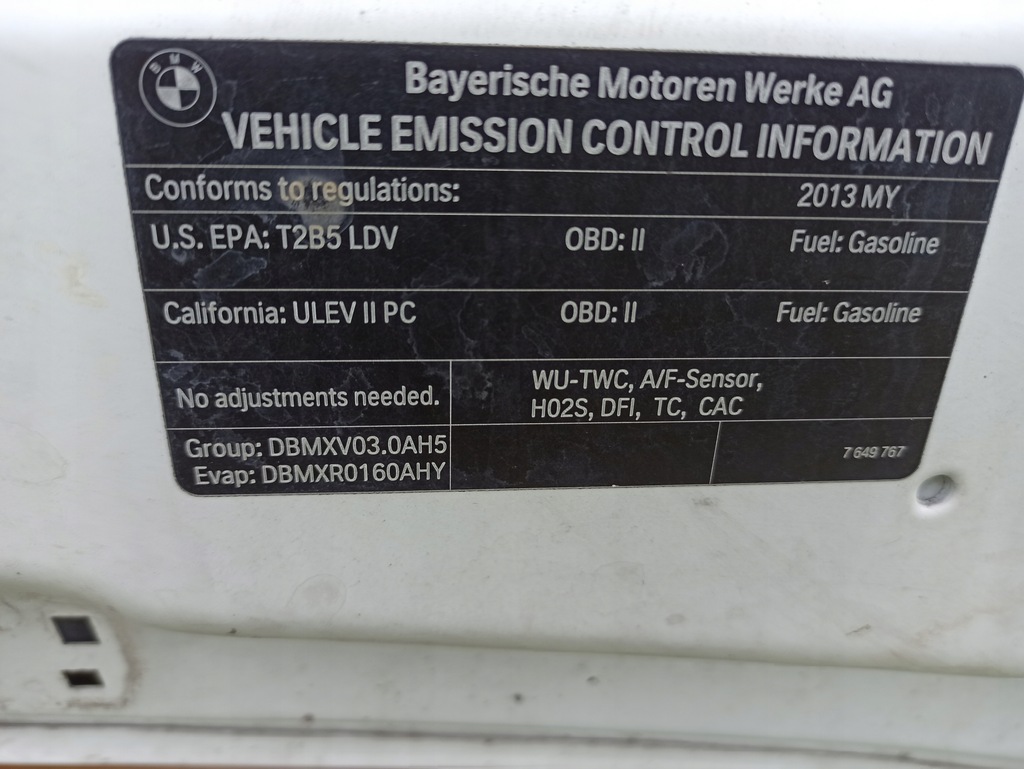 BMW
Bayerische Motoren Werke AG
VEHICLE EMISSION CONTROL INFORMATION
Conforms to regulations: 2013 MY
U.S. EPA: T2B5 LDV OBD: II Fuel: Gasoline
California: ULEV II PC OBD: II Fuel: Gasoline
No adjustments needed.
WU-TWC, A/F-Sensor,
H02S, DFI, TC, CAC
Group: DBMXV03.0AH5
Evap: DBMXR0160AHY
7 649 767